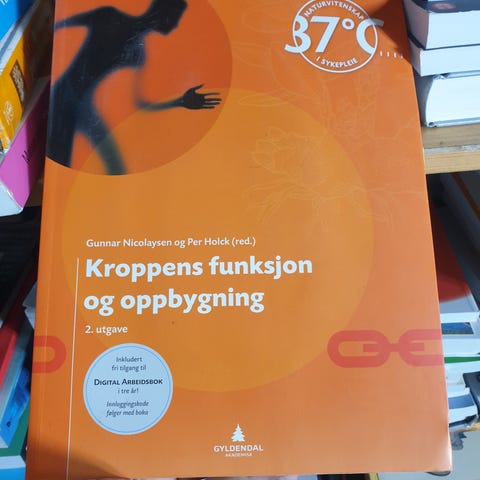 NATURVITENSKAP
37°C
I SYKEPLEIE
Gunnar Nicolaysen og Per Holck (red.)
Kroppens funksjon
og oppbygning
2. utgave
Inkludert
fri tilgang til
DIGITAL ARBEIDSBOK
i tre år!
Innloggingskode
følger med boka
GYLDENDAL
AKADEMISK